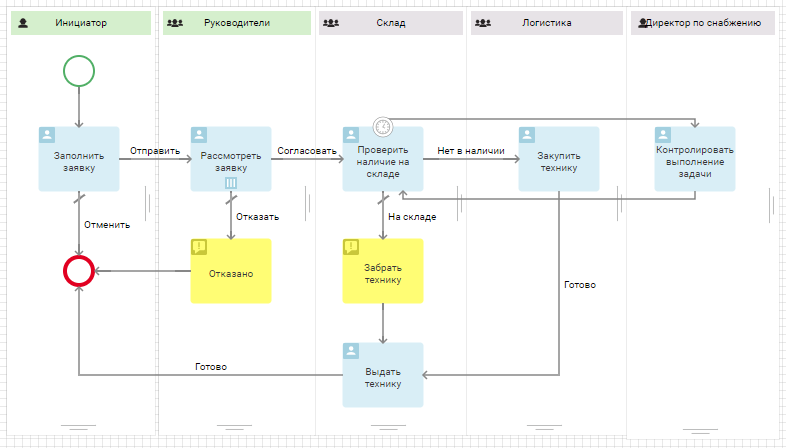 Инициатор
Руководители
Склад
Логистика
Директор по снабжению
Заполнить
заявку
Отправить
Рассмотреть
заявку
Согласовать
Проверить
наличие на
складе
Нет в наличии
Закупить
технику
Контролировать
выполнение
задачи
Отменить
Отказать
На складе
Отказано
Забрать
технику
Готово
Готово
Выдать
технику